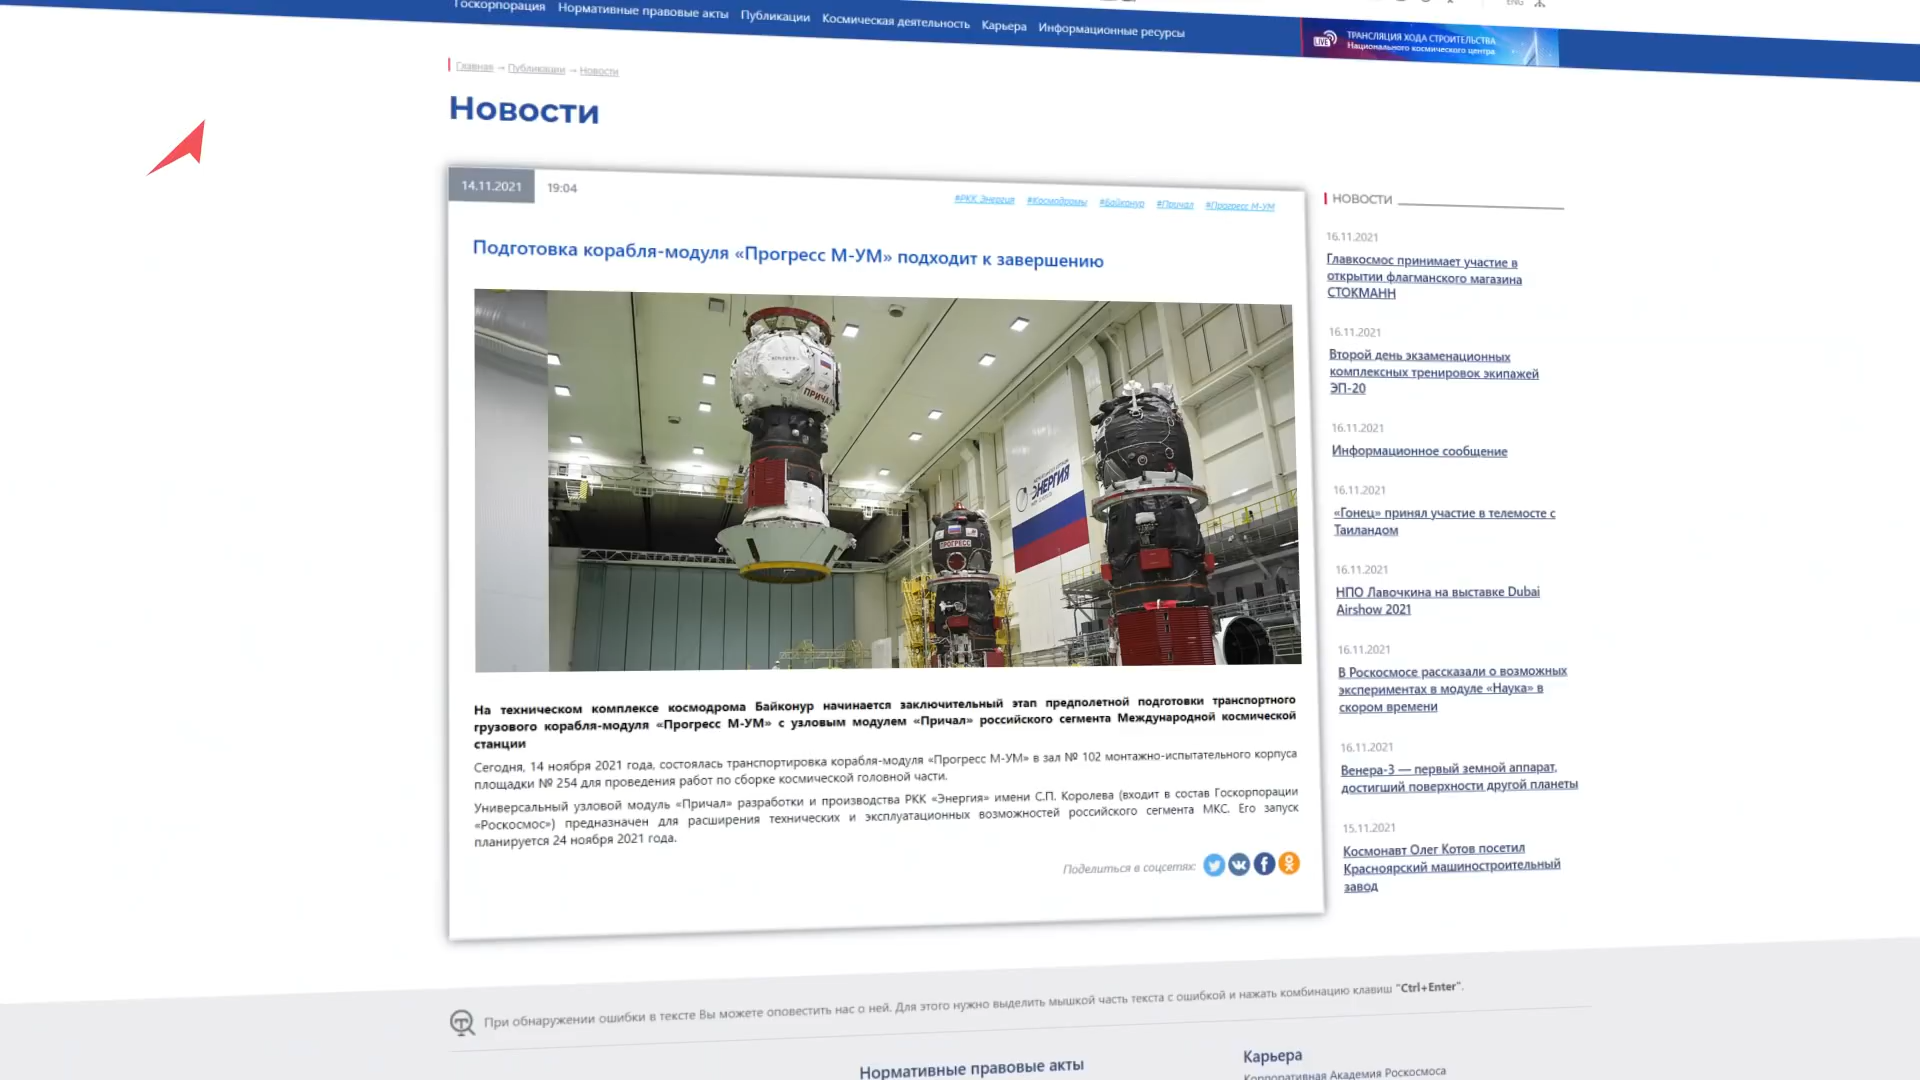 Госкорпорация Нормативные правовые акты Публикации Космическая деятельность Карьера Информационные ресурсы
ENG
LIVE
ТРАНСЛЯЦИЯ ХОДА СТРОИТЕЛЬСТВА
Национального космического центра
Главная → Публикации → Новости
Новости
14.11.2021 19:04
#РКК Энергия #Космодромы #Байконур #Причал #Прогресс М-УМ
Подготовка корабля-модуля «Прогресс М-УМ» подходит к завершению
ПРИЧАЛ
ПРОГРЕСС
ЭНЕРГИЯ
На техническом комплексе космодрома Байконур начинается заключительный этап предполетной подготовки транспортного
грузового корабля-модуля «Прогресс М-УМ» с узловым модулем «Причал» российского сегмента Международной космической
станции
Сегодня, 14 ноября 2021 года, состоялась транспортировка корабля-модуля «Прогресс М-УМ» в зал № 102 монтажно-испытательного корпуса
площадки № 254 для проведения работ по сборке космической головной части.
Универсальный узловой модуль «Причал» разработки и производства РКК «Энергия» имени С.П. Королева (входит в состав Госкорпорации
«Роскосмос») предназначен для расширения технических и эксплуатационных возможностей российского сегмента МКС. Его запуск
планируется 24 ноября 2021 года.
Поделиться в соцсетях:
НОВОСТИ
16.11.2021
Главкосмос принимает участие в
открытии флагманского магазина
СТОКМАНН
16.11.2021
Второй день экзаменационных
комплексных тренировок экипажей
ЭП-20
16.11.2021
Информационное сообщение
16.11.2021
«Гонец» принял участие в телемосте с
Таиландом
16.11.2021
НПО Лавочкина на выставке Dubai
Airshow 2021
16.11.2021
В Роскосмосе рассказали о возможных
экспериментах в модуле «Наука» в
скором времени
16.11.2021
Венера-3 — первый земной аппарат,
достигший поверхности другой планеты
15.11.2021
Космонавт Олег Котов посетил
Красноярский машиностроительный
завод
При обнаружении ошибки в тексте Вы можете оповестить нас о ней. Для этого нужно выделить мышкой часть текста с ошибкой и нажать комбинацию клавиш "Ctrl+Enter".
Нормативные правовые акты
Карьера
Корпоративная Академия Роскосмоса